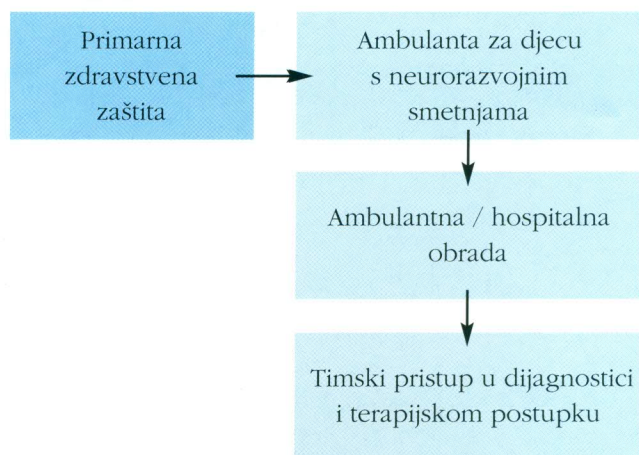 Primarna
zdravstvena
zaštita
Ambulanta za djecu
s neurorazvojnim
smetnjama
Ambulantna / hospitalna
obrada
Timski pristup u dijagnostici
i terapijskom postupku